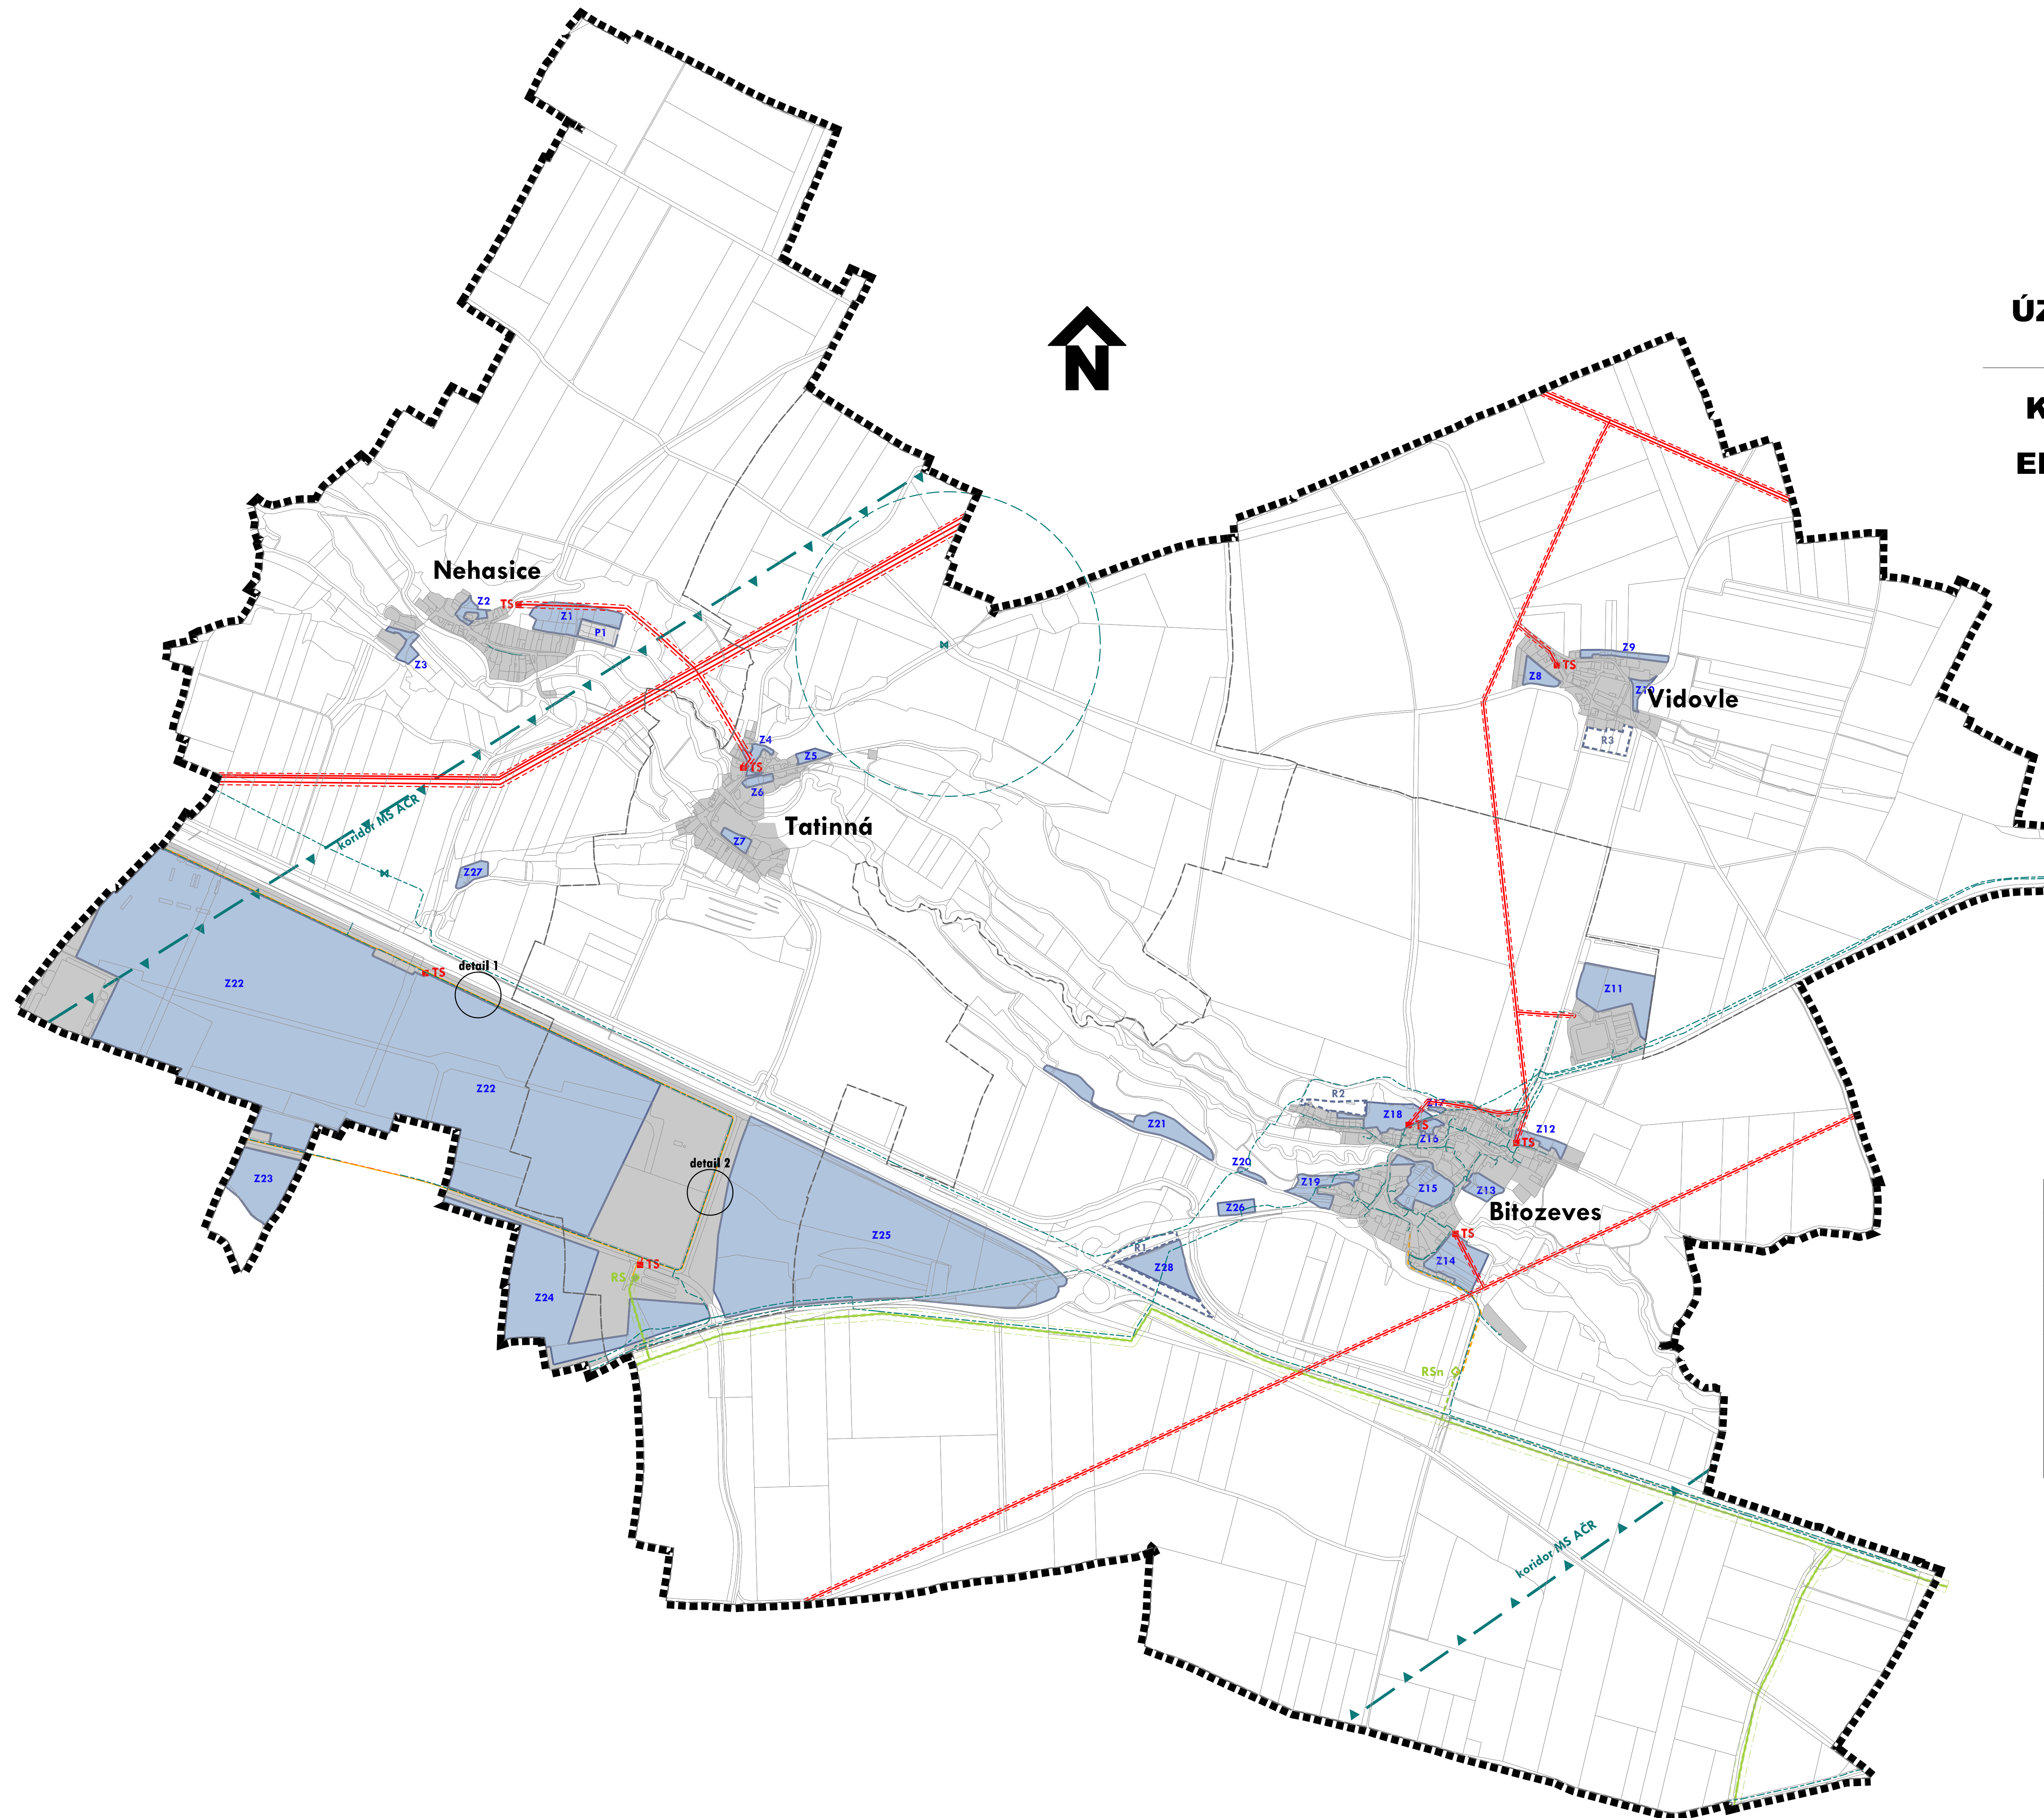 N
ÚZ
K
Nehasice
Z2
TS
Z1
P1
Z3
Z9
TS
Z8
Z10
Vidovle
R3
Z4
Z5
TS
Z6
Tatinná
Z7
koridor MS AČR
Z27
detail 1
TS
Z22
Z11
Z22
R2
Z17
Z18
TS
Z16
Z12
TS
Z21
detail 2
Z20
Z23
Z19
Z15
Z13
Z26
Bitozeves
Z25
TS
R1
Z14
Z28
TS
RS
Z24
RSn
koridor MS AČR